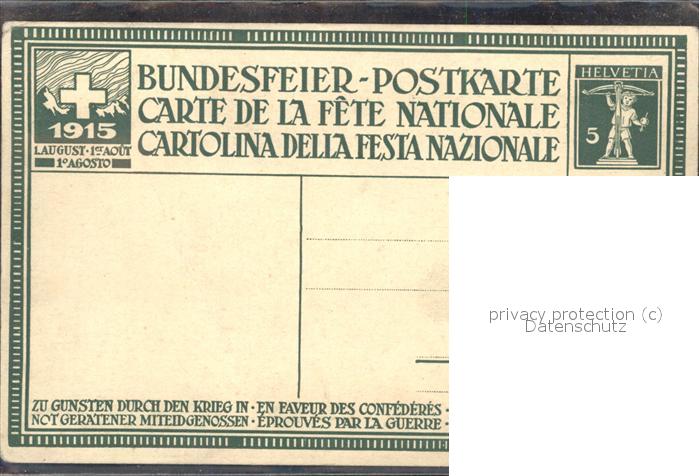 BUNDESFEIER-POSTKARTE
CARTE DE LA FÊTE NATIONALE
CARTOLINA DELLA FESTA NAZIONALE
1915
1.AUGUST · 1ER AOÛT
1º AGOSTO
HELVETIA
5
privacy protection (c)
Datenschutz
ZU GUNSTEN DURCH DEN KRIEG IN · EN FAVEUR DES CONFÉDÉRÉS ·
NOT GERATENER MITEIDGENOSSEN · ÉPROUVÉS PAR LA GUERRE ·